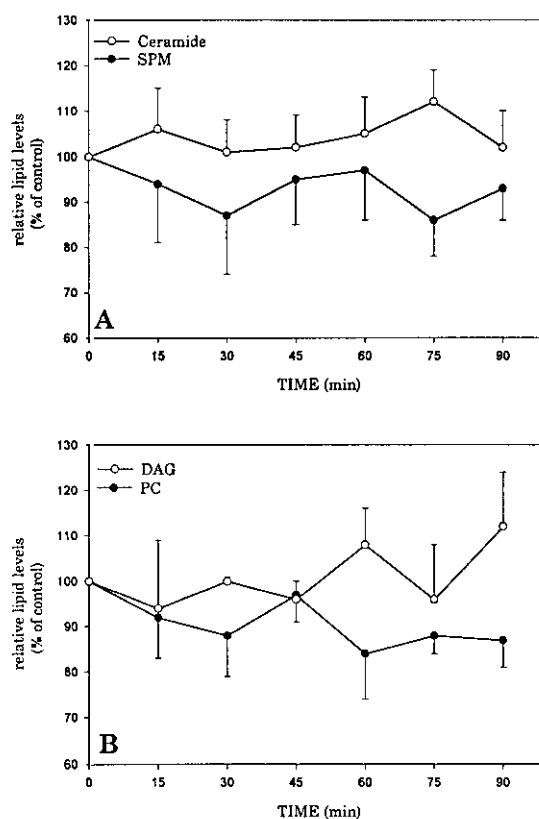 130
120
110
100
90
80
70
60
relative lipid levels
(% of control)
Ceramide
SPM
A
0 15 30 45 60 75 90
TIME (min)
130
120
110
100
90
80
70
60
relative lipid levels
(% of control)
DAG
PC
B
0 15 30 45 60 75 90
TIME (min)